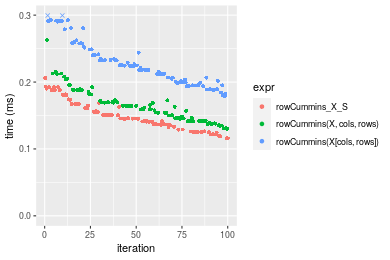 0.3
0.2
0.1
0.0
time (ms)
0
25
50
75
100
iteration
expr
rowCummins_X_S
rowCummins(X, cols, rows)
rowCummins(X[cols, rows])